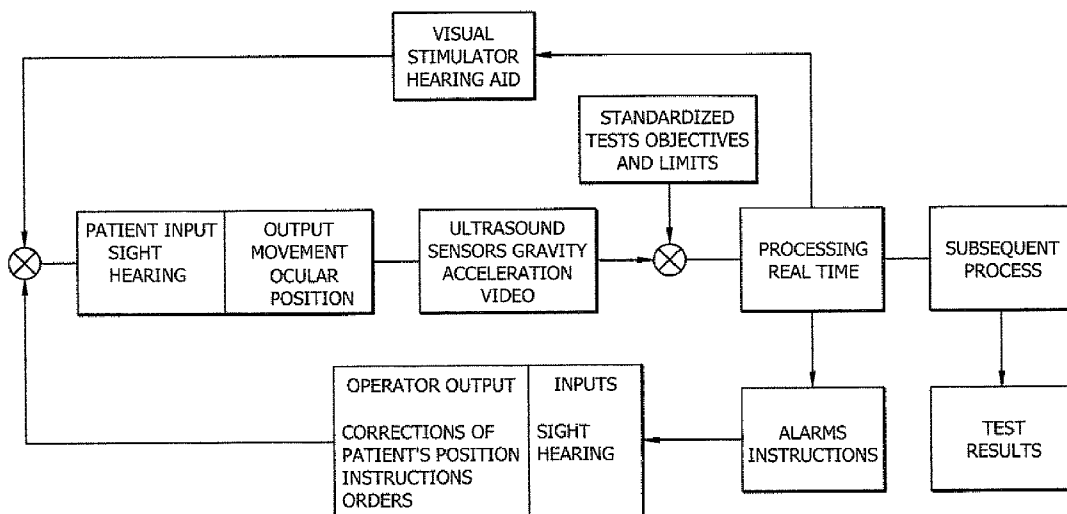 VISUAL
STIMULATOR
HEARING AID
STANDARDIZED
TESTS OBJECTIVES
AND LIMITS
PATIENT INPUT
SIGHT
HEARING
OUTPUT
MOVEMENT
OCULAR
POSITION
ULTRASOUND
SENSORS GRAVITY
ACCELERATION
VIDEO
PROCESSING
REAL TIME
SUBSEQUENT
PROCESS
OPERATOR OUTPUT
CORRECTIONS OF
PATIENT'S POSITION
INSTRUCTIONS
ORDERS
INPUTS
SIGHT
HEARING
ALARMS
INSTRUCTIONS
TEST
RESULTS